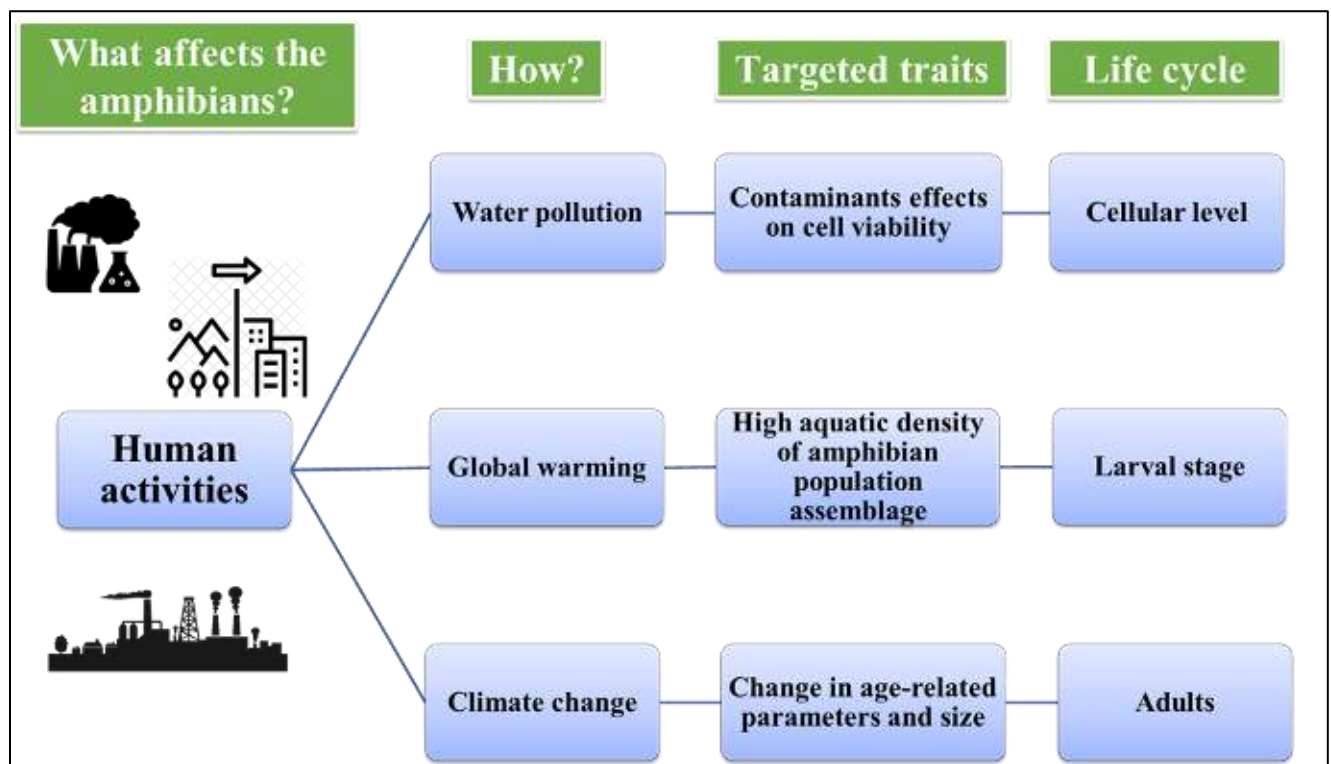 What affects the
amphibians?
How?
Targeted traits
Life cycle
Water pollution
Contaminants effects
on cell viability
Cellular level
Human
activities
Global warming
High aquatic density
of amphibian
population
assemblage
Larval stage
Climate change
Change in age-related
parameters and size
Adults